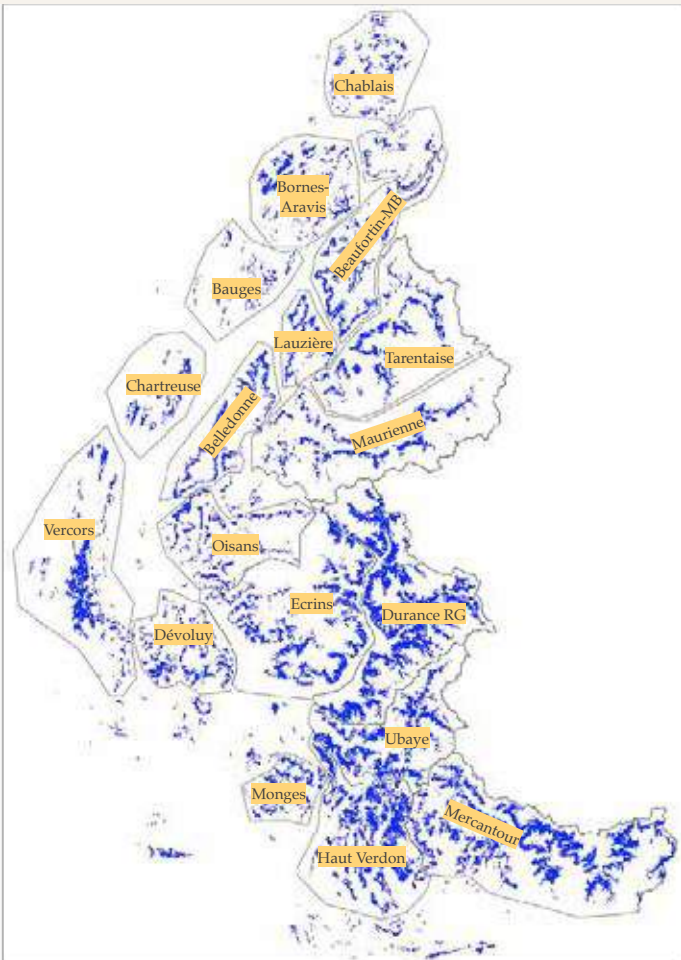 Chablais
Bornes-
Aravis
Beaufortin-MB
Bauges
Lauzière
Tarentaise
Chartreuse
Belledonne
Maurienne
Vercors
Oisans
Ecrins
Durance RG
Dévoluy
Ubaye
Monges
Mercantour
Haut Verdon